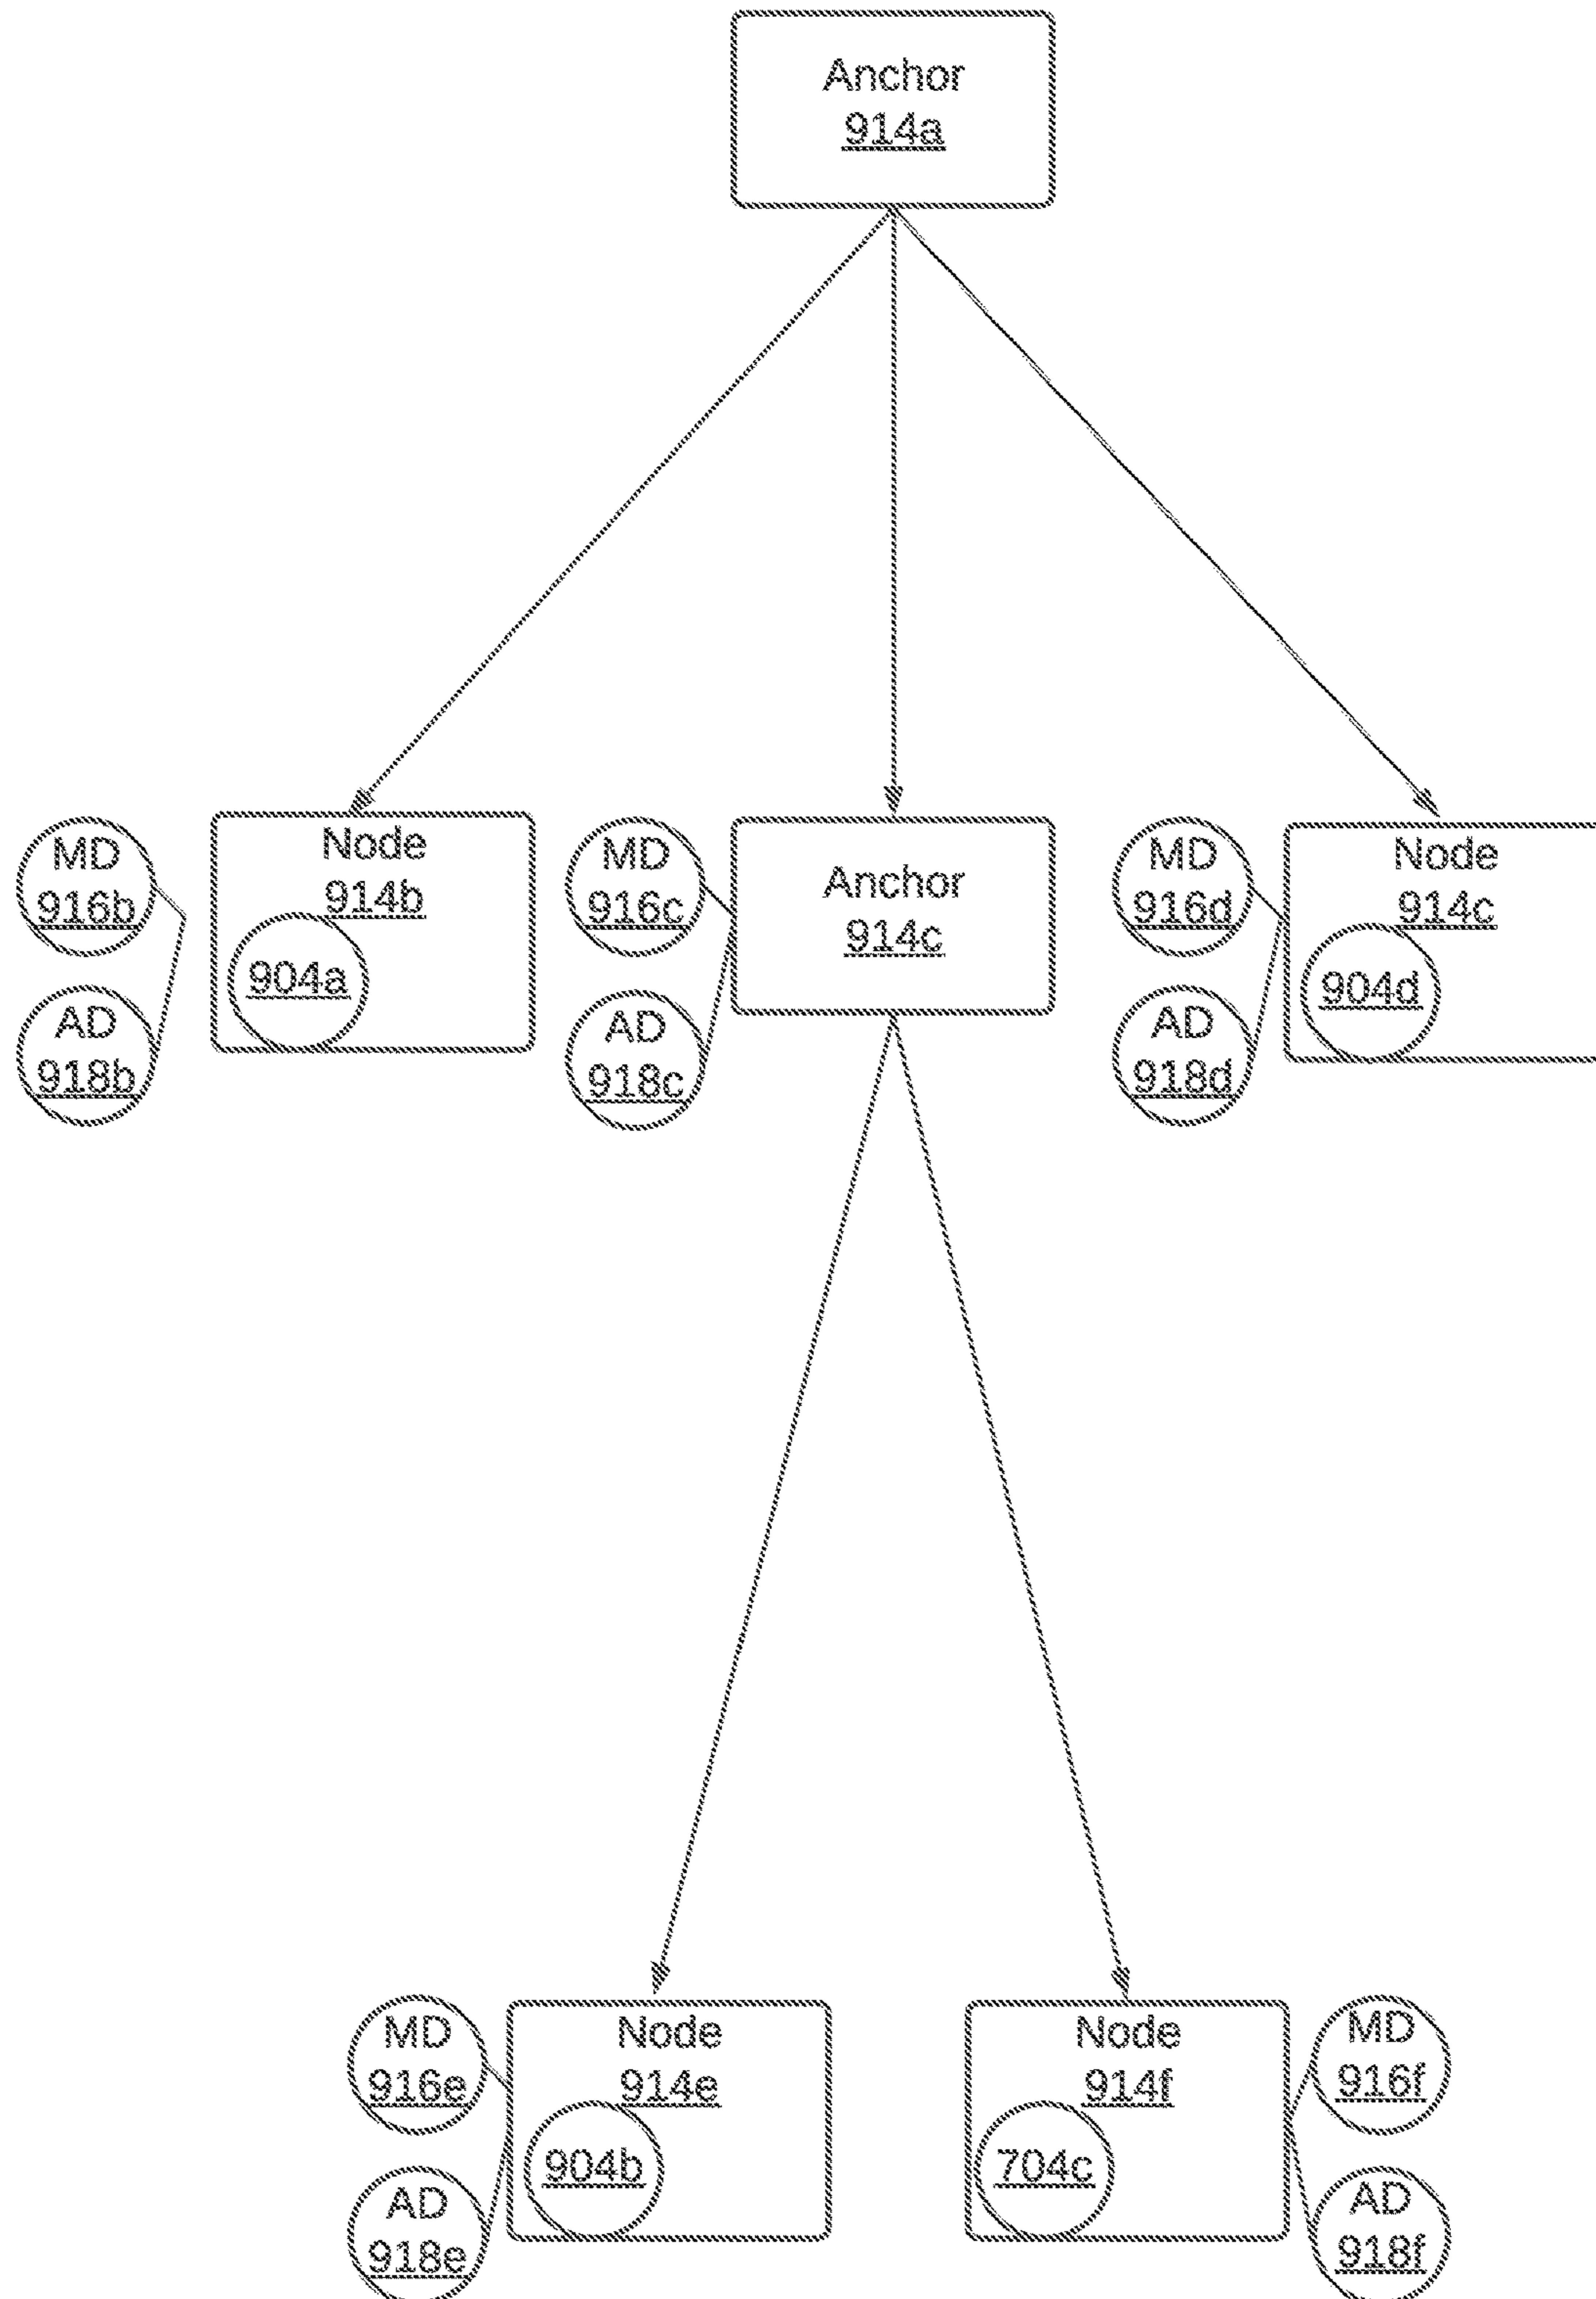 Anchor
914a
MD
916b
AD
918b
Node
914b
904a
MD
916c
AD
918c
Anchor
914c
MD
916d
AD
918d
Node
914c
904d
MD
916e
AD
918e
Node
914e
904b
Node
914f
704c
MD
916f
AD
918f